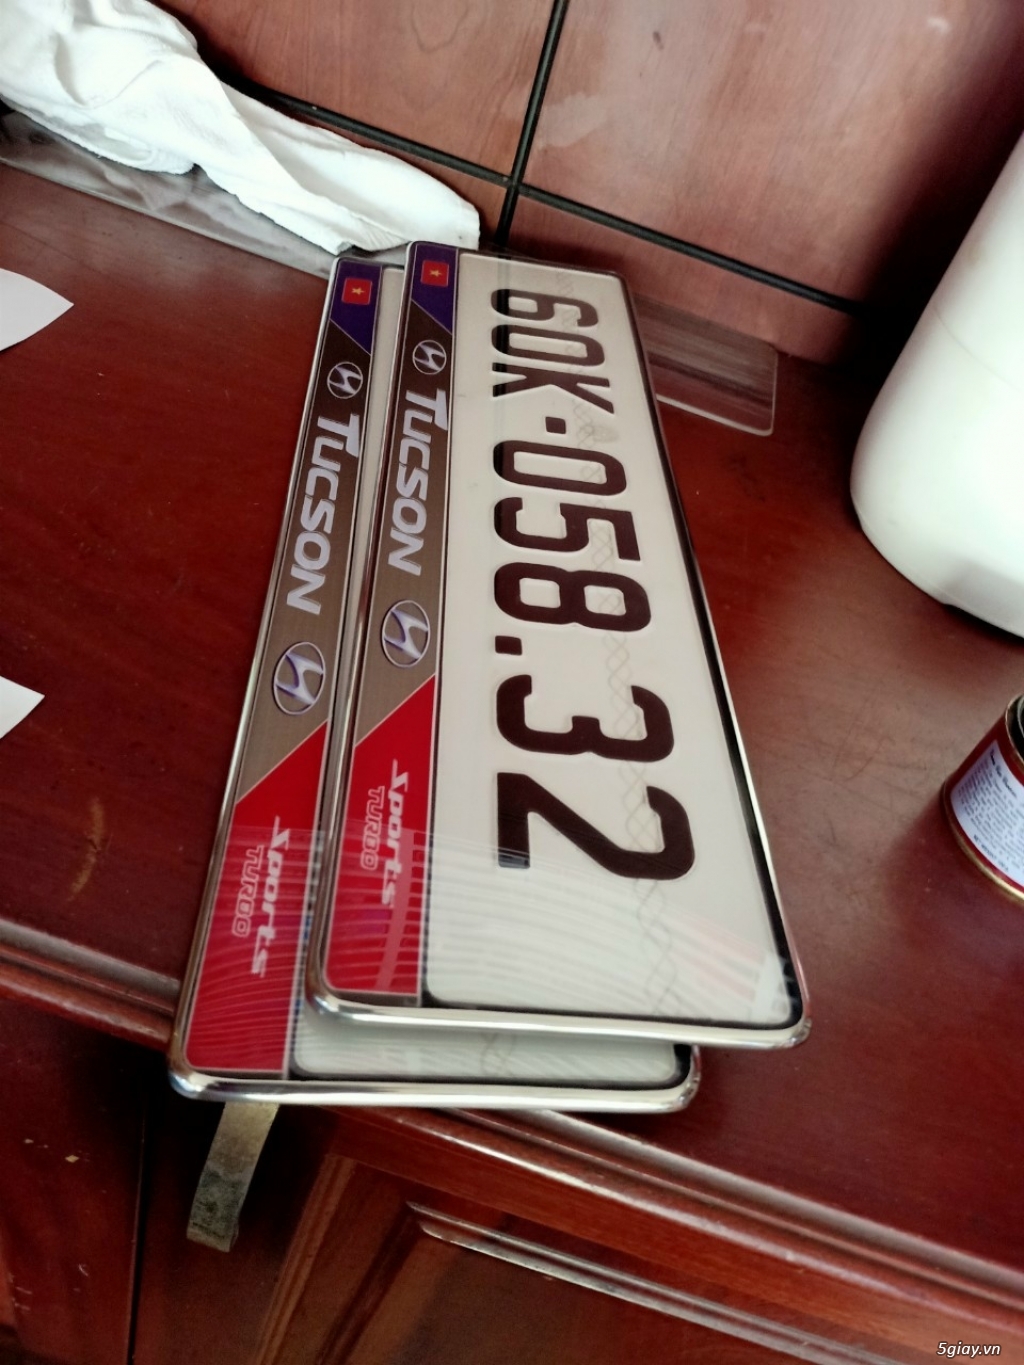 60K-058.32
TUCSON
Sports
TURBO
TUCSON
Sports
TURBO
5giay.vn